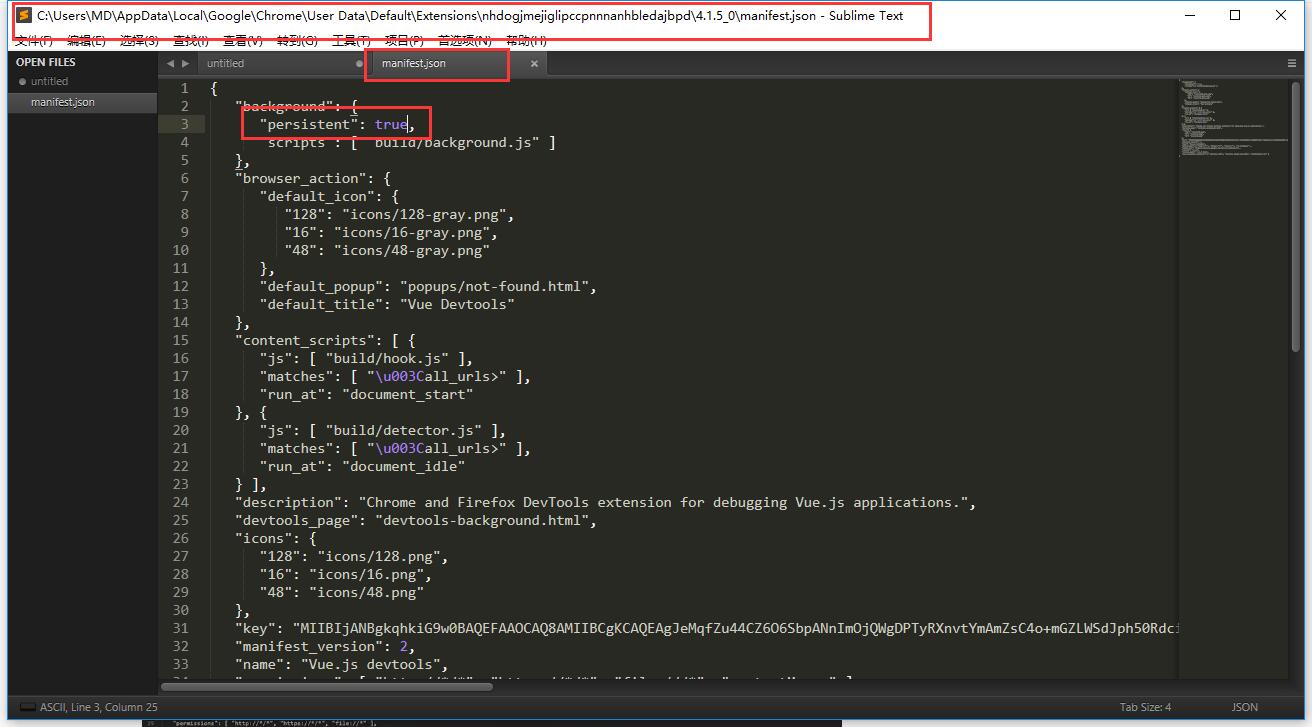 C:\Users\MD\AppData\Local\Google\Chrome\User Data\Default\Extensions\nhdogjmejiglipccpnnnanhbledajbpd\4.1.5_0\manifest.json - Sublime Text
文件(F) 编辑(E) 选择(S) 查找(I) 查看(V) 转到(G) 工具(T) 项目(P) 首选项(N) 帮助(H)
OPEN FILES
untitled
manifest.json
untitled
manifest.json
1 {
2 "background": {
3 "persistent": true,
4 "scripts": [ "build/background.js" ]
5 },
6 "browser_action": {
7 "default_icon": {
8 "128": "icons/128-gray.png",
9 "16": "icons/16-gray.png",
10 "48": "icons/48-gray.png"
11 },
12 "default_popup": "popups/not-found.html",
13 "default_title": "Vue Devtools"
14 },
15 "content_scripts": [ {
16 "js": [ "build/hook.js" ],
17 "matches": [ "\u003Call_urls>" ],
18 "run_at": "document_start"
19 }, {
20 "js": [ "build/detector.js" ],
21 "matches": [ "\u003Call_urls>" ],
22 "run_at": "document_idle"
23 } ],
24 "description": "Chrome and Firefox DevTools extension for debugging Vue.js applications.",
25 "devtools_page": "devtools-background.html",
26 "icons": {
27 "128": "icons/128.png",
28 "16": "icons/16.png",
29 "48": "icons/48.png"
30 },
31 "key": "MIIBIjANBgkqhkiG9w0BAQEFAAOCAQ8AMIIBCgKCAQEAgJeMqfZu44CZ6O6SbpANnImOjQWgDPTyRXnvtYmAmZsC4o+mGZLWSdJph50Rdci
32 "manifest_version": 2,
33 "name": "Vue.js devtools",
ASCII, Line 3, Column 25
Tab Size: 4
JSON
"permissions": [ "http://*/*", "https://*/*", "file://*" ],